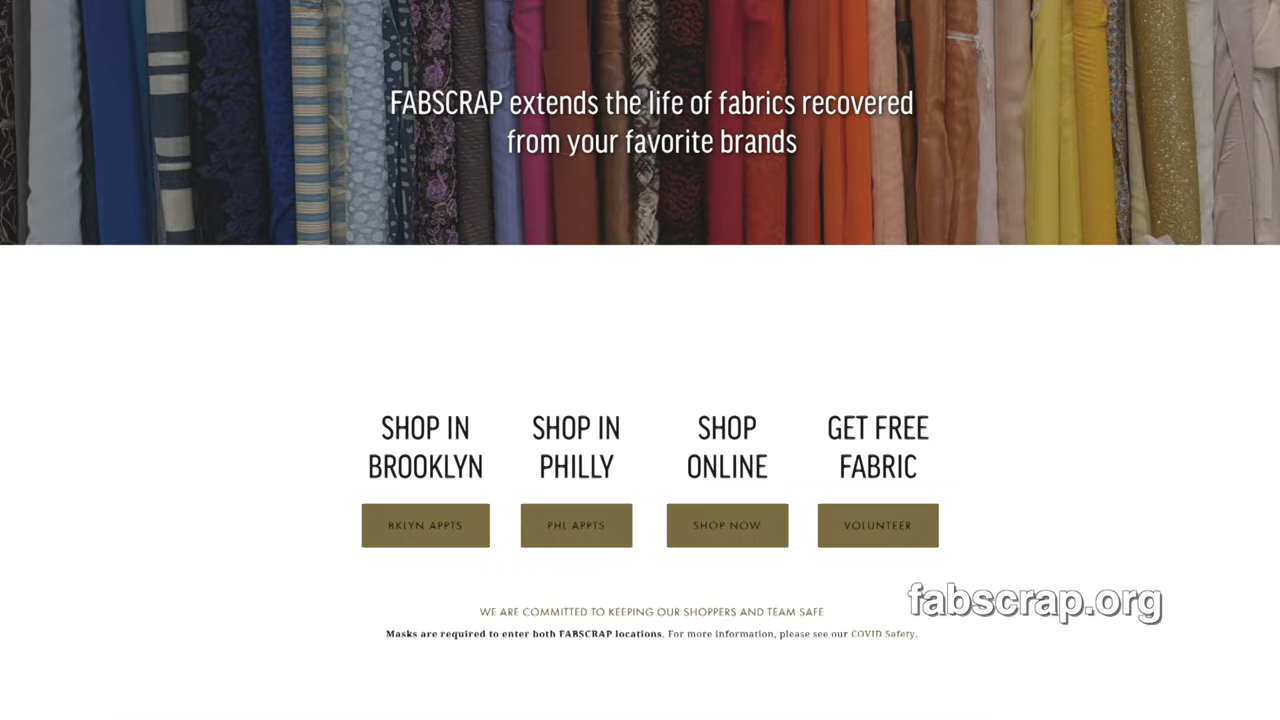 FABSCRAP extends the life of fabrics recovered
from your favorite brands
SHOP IN
BROOKLYN
BKLYN APPTS
SHOP IN
PHILLY
PHL APPTS
SHOP
ONLINE
SHOP NOW
GET FREE
FABRIC
VOLUNTEER
fabscrap.org
WE ARE COMMITTED TO KEEPING OUR SHOPPERS AND TEAM SAFE
Masks are required to enter both FABSCRAP locations. For more information, please see our COVID Safety.